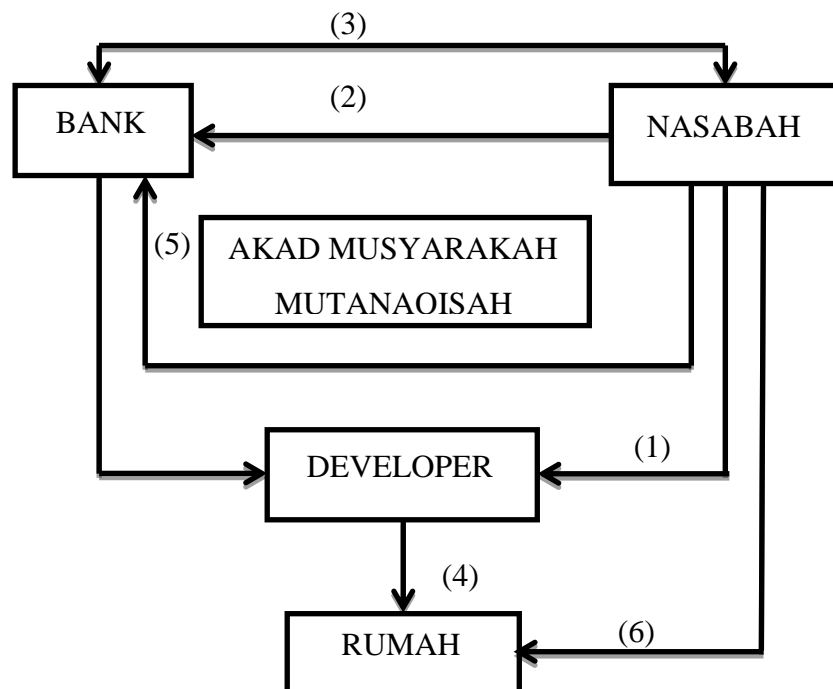 (3)
BANK
(2)
NASABAH
(5)
AKAD MUSYARAKAH
MUTANAOISAH
DEVELOPER
(1)
(4)
RUMAH
(6)